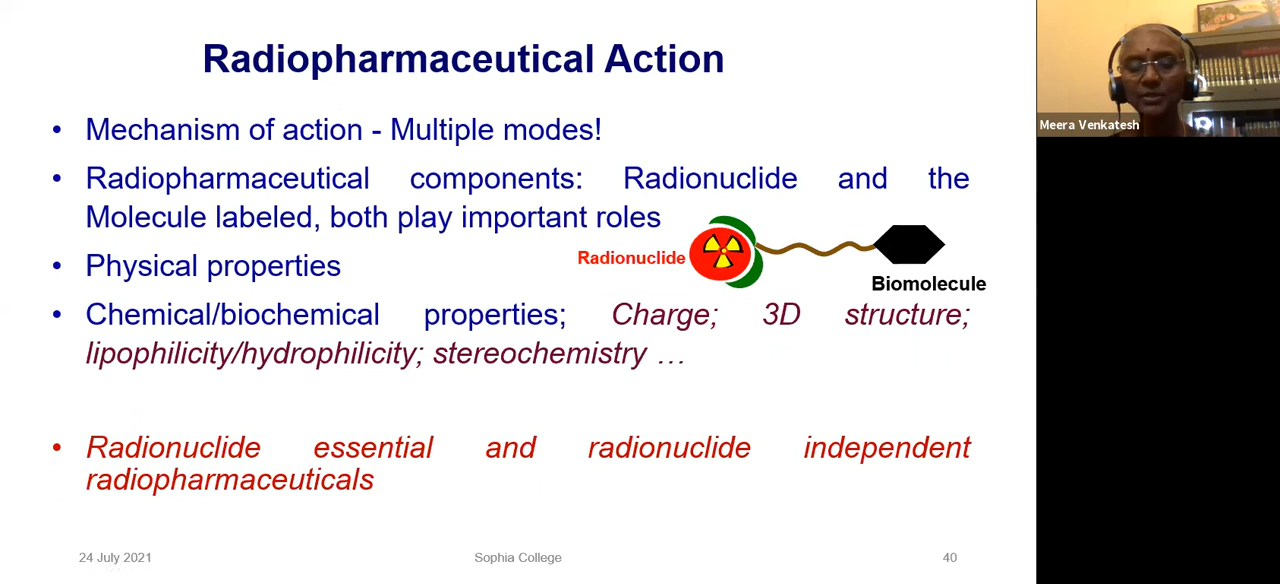 Radiopharmaceutical Action
• Mechanism of action - Multiple modes!
• Radiopharmaceutical components: Radionuclide and the
Molecule labeled, both play important roles
Radionuclide
Biomolecule
• Physical properties
• Chemical/biochemical properties; Charge; 3D structure;
lipophilicity/hydrophilicity; stereochemistry …
• Radionuclide essential and radionuclide independent
radiopharmaceuticals
24 July 2021
Sophia College
40
Meera Venkatesh